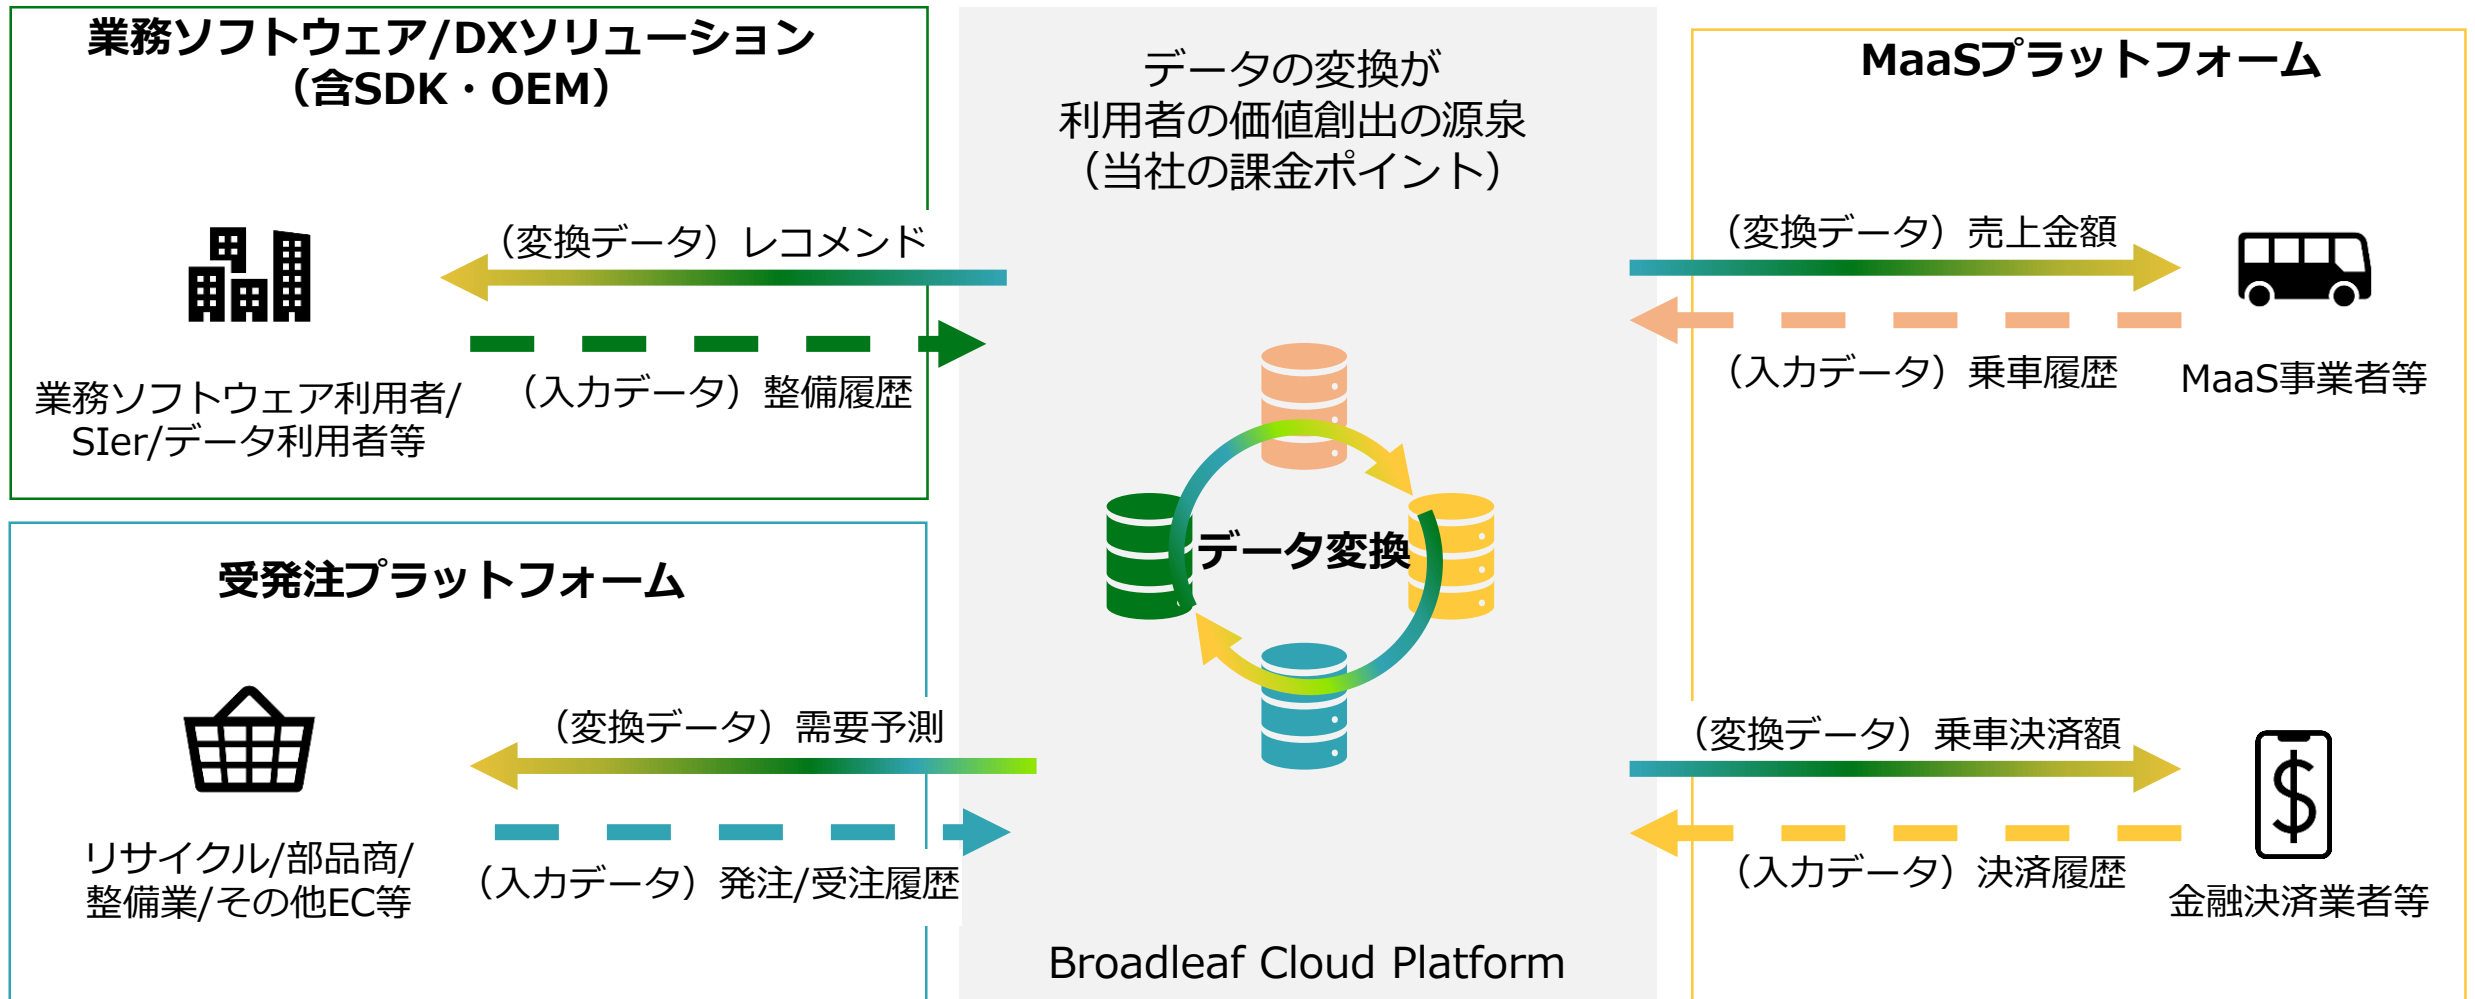 業務ソフトウェア/DXソリューション
（含SDK・OEM）
（変換データ）レコメンド
（入力データ）整備履歴
業務ソフトウェア利用者/
SIer/データ利用者等
受発注プラットフォーム
（変換データ）需要予測
（入力データ）発注/受注履歴
リサイクル/部品商/
整備業/その他EC等
データの変換が
利用者の価値創出の源泉
（当社の課金ポイント）
データ変換
Broadleaf Cloud Platform
MaaSプラットフォーム
（変換データ）売上金額
（入力データ）乗車履歴
MaaS事業者等
（変換データ）乗車決済額
（入力データ）決済履歴
金融決済業者等